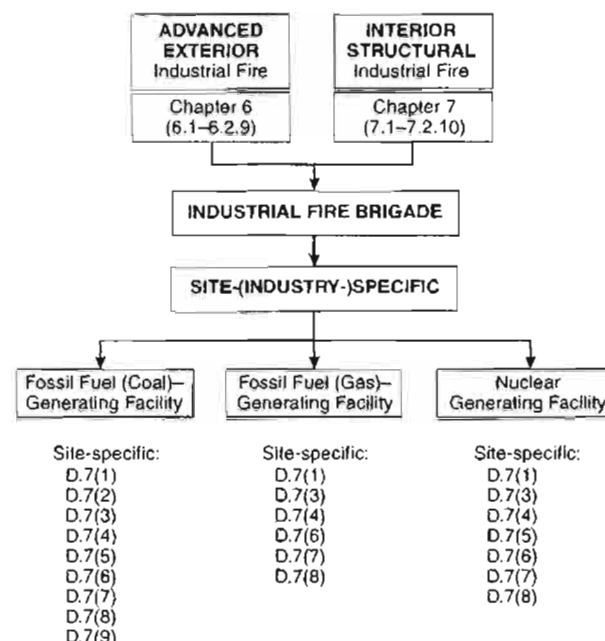 ADVANCED
EXTERIOR
Industrial Fire
Chapter 6
(6.1–6.2.9)
INTERIOR
STRUCTURAL
Industrial Fire
Chapter 7
(7.1–7.2.10)
INDUSTRIAL FIRE BRIGADE
SITE-(INDUSTRY-)SPECIFIC
Fossil Fuel (Coal)–
Generating Facility
Fossil Fuel (Gas)–
Generating Facility
Nuclear
Generating Facility
Site-specific:
D.7(1)
D.7(2)
D.7(3)
D.7(4)
D.7(5)
D.7(6)
D.7(7)
D.7(8)
D.7(9)
Site-specific:
D.7(1)
D.7(3)
D.7(4)
D.7(6)
D.7(7)
D.7(8)
Site-specific:
D.7(1)
D.7(3)
D.7(4)
D.7(5)
D.7(6)
D.7(7)
D.7(8)